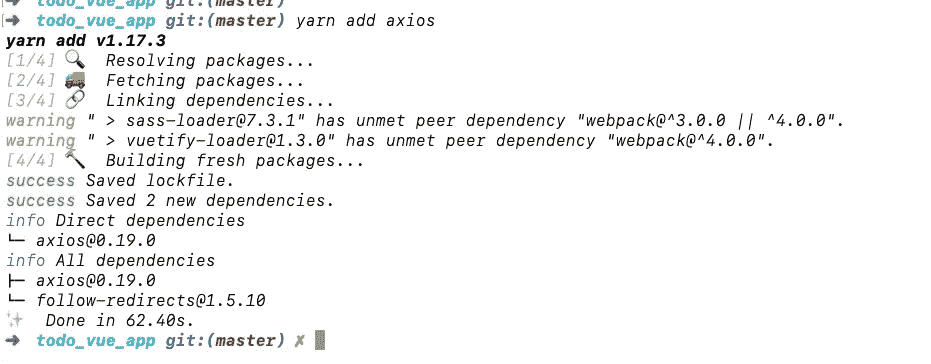 ➜ todo_vue_app git:(master)
➜ todo_vue_app git:(master) yarn add axios
yarn add v1.17.3
[1/4] 🔍 Resolving packages...
[2/4] 🚚 Fetching packages...
[3/4] 🔗 Linking dependencies...
warning " > sass-loader@7.3.1" has unmet peer dependency "webpack@^3.0.0 || ^4.0.0".
warning " > vuetify-loader@1.3.0" has unmet peer dependency "webpack@^4.0.0".
[4/4] 🔨 Building fresh packages...
success Saved lockfile.
success Saved 2 new dependencies.
info Direct dependencies
└─ axios@0.19.0
info All dependencies
├─ axios@0.19.0
└─ follow-redirects@1.5.10
✨ Done in 62.40s.
➜ todo_vue_app git:(master) ✗